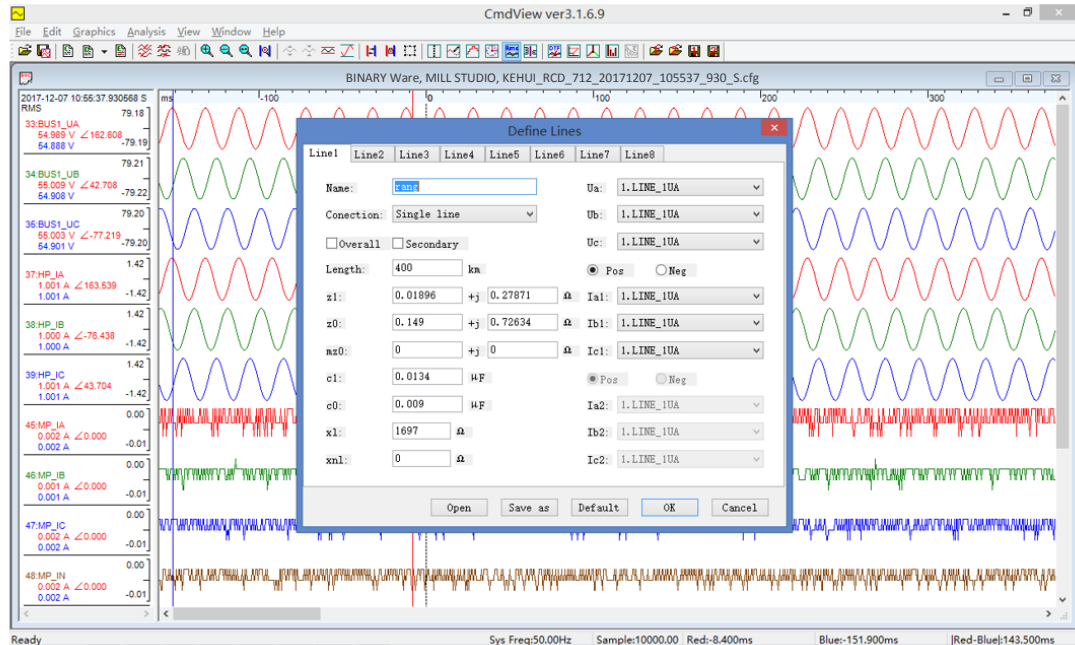 CmdView ver3.1.6.9
File Edit Graphics Analysis View Window Help
BINARY Ware, MILL STUDIO, KEHUI_RCD_712_20171207_105537_930_S.cfg
2017-12-07 10:55:37.930568 S
RMS
ms -100 0 100 200 300
79.18
33:BUS1_UA
54.989 V ∠162.608
54.888 V
-79.19
79.21
34:BUS1_UB
55.009 V ∠42.708
54.908 V
-79.22
79.20
35:BUS1_UC
55.003 V ∠-77.219
54.901 V
-79.20
1.42
37:HP_IA
1.001 A ∠163.539
1.001 A
-1.42
1.42
38:HP_IB
1.000 A ∠-76.438
1.000 A
-1.42
1.42
39:HP_IC
1.001 A ∠43.704
1.001 A
-1.42
0.00
45:MP_IA
0.002 A ∠0.000
0.002 A
-0.01
0.00
46:MP_IB
0.001 A ∠0.000
0.001 A
-0.01
0.00
47:MP_IC
0.002 A ∠0.000
0.002 A
-0.01
0.00
48:MP_IN
0.002 A ∠0.000
0.002 A
-0.01
Define Lines
Line1 Line2 Line3 Line4 Line5 Line6 Line7 Line8
Name: rang Ua: 1.LINE_1UA
Conection: Single line Ub: 1.LINE_1UA
Overall Secondary Uc: 1.LINE_1UA
Length: 400 km Pos Neg
z1: 0.01896 +j 0.27871 Ω Ia1: 1.LINE_1UA
z0: 0.149 +j 0.72634 Ω Ib1: 1.LINE_1UA
mz0: 0 +j 0 Ω Ic1: 1.LINE_1UA
c1: 0.0134 μF Pos Neg
c0: 0.009 μF Ia2: 1.LINE_1UA
xl: 1697 Ω Ib2: 1.LINE_1UA
xnl: 0 Ω Ic2: 1.LINE_1UA
Open Save as Default OK Cancel
Ready Sys Freq:50.00Hz Sample:10000.00 Red:-8.400ms Blue:-151.900ms |Red-Blue|:143.500ms